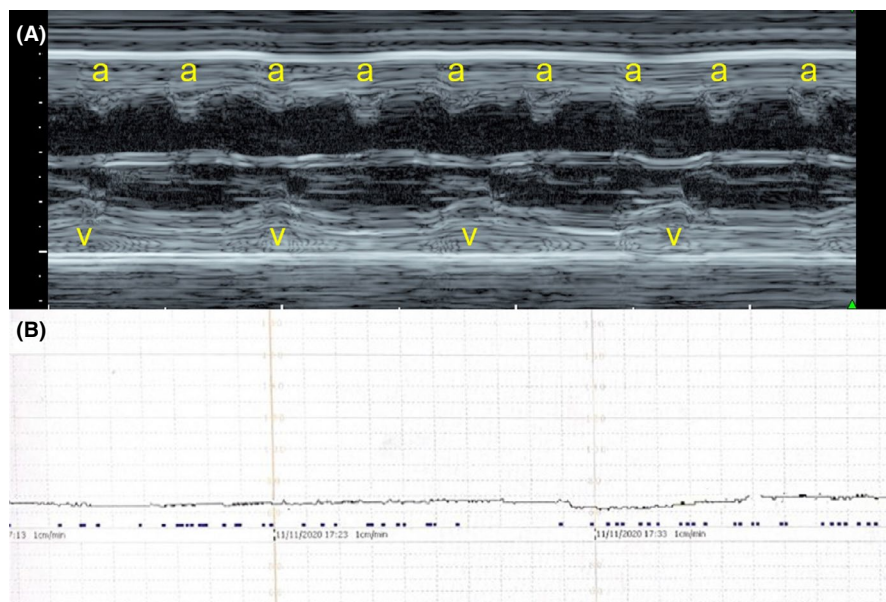 (A)
a a a a a a a a a
v v v v
(B)
7:13 1cm/min 11/11/2020 17:23 1cm/min 11/11/2020 17:33 1cm/min